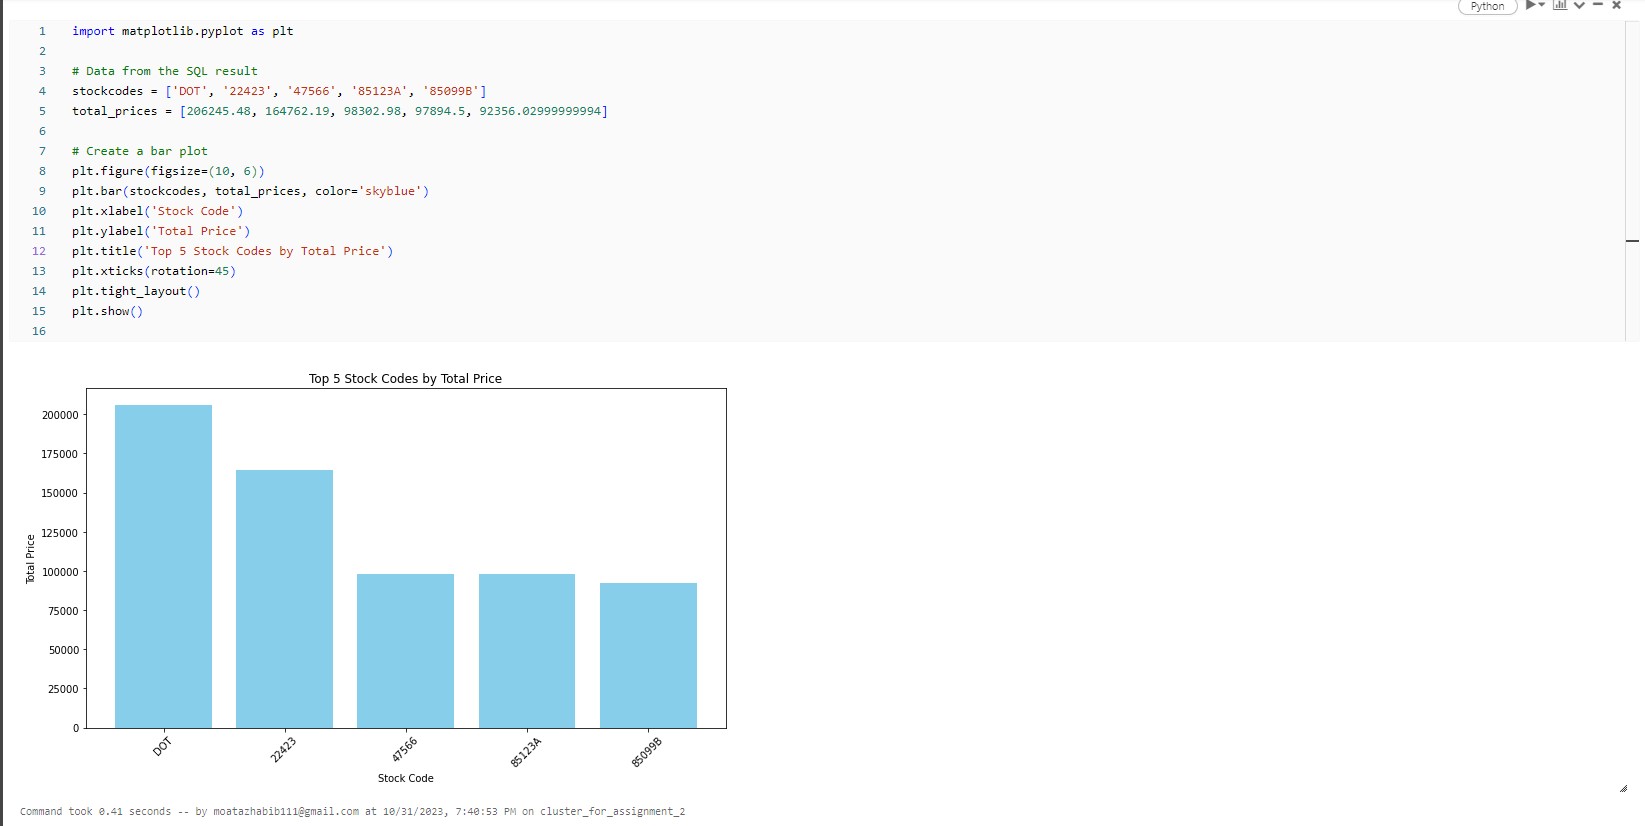 Python
1 import matplotlib.pyplot as plt
2
3 # Data from the SQL result
4 stockcodes = ['DOT', '22423', '47566', '85123A', '85099B']
5 total_prices = [206245.48, 164762.19, 98302.98, 97894.5, 92356.02999999994]
6
7 # Create a bar plot
8 plt.figure(figsize=(10, 6))
9 plt.bar(stockcodes, total_prices, color='skyblue')
10 plt.xlabel('Stock Code')
11 plt.ylabel('Total Price')
12 plt.title('Top 5 Stock Codes by Total Price')
13 plt.xticks(rotation=45)
14 plt.tight_layout()
15 plt.show()
16
Top 5 Stock Codes by Total Price
200000
175000
150000
125000
100000
75000
50000
25000
0
Total Price
DOT
22423
47566
85123A
85099B
Stock Code
Command took 0.41 seconds -- by moatazhabib111@gmail.com at 10/31/2023, 7:40:53 PM on cluster_for_assignment_2